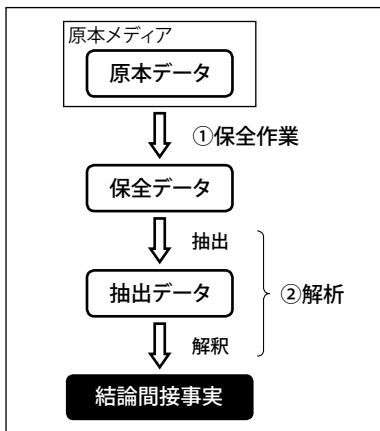 原本メディア
原本データ
①保全作業
保全データ
抽出
抽出データ
②解析
解釈
結論間接事実